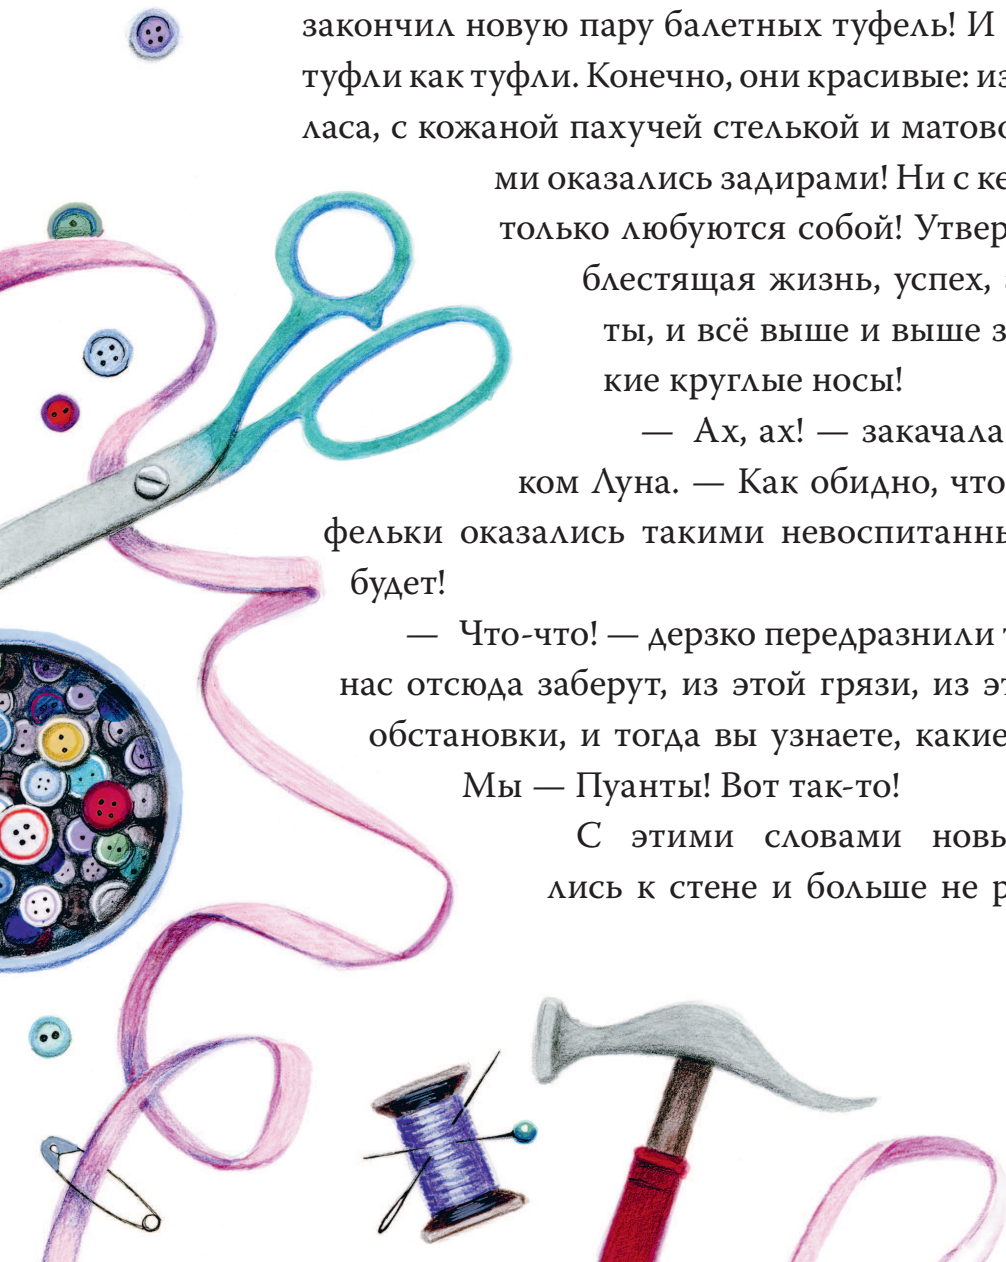 закончил новую пару балетных туфель! И
туфли как туфли. Конечно, они красивые: из
ласа, с кожаной пахучей стелькой и матово
ми оказались задирами! Ни с ке
только любуются собой! Утвер
блестящая жизнь, успех,
ты, и всё выше и выше з
кие круглые носы!
— Ах, ах! — закачала
ком Луна. — Как обидно, что
фельки оказались такими невоспитанн
будет!
— Что-что! — дерзко передразнили т
нас отсюда заберут, из этой грязи, из эт
обстановки, и тогда вы узнаете, какие
Мы — Пуанты! Вот так-то!
С этими словами новы
лись к стене и больше не р